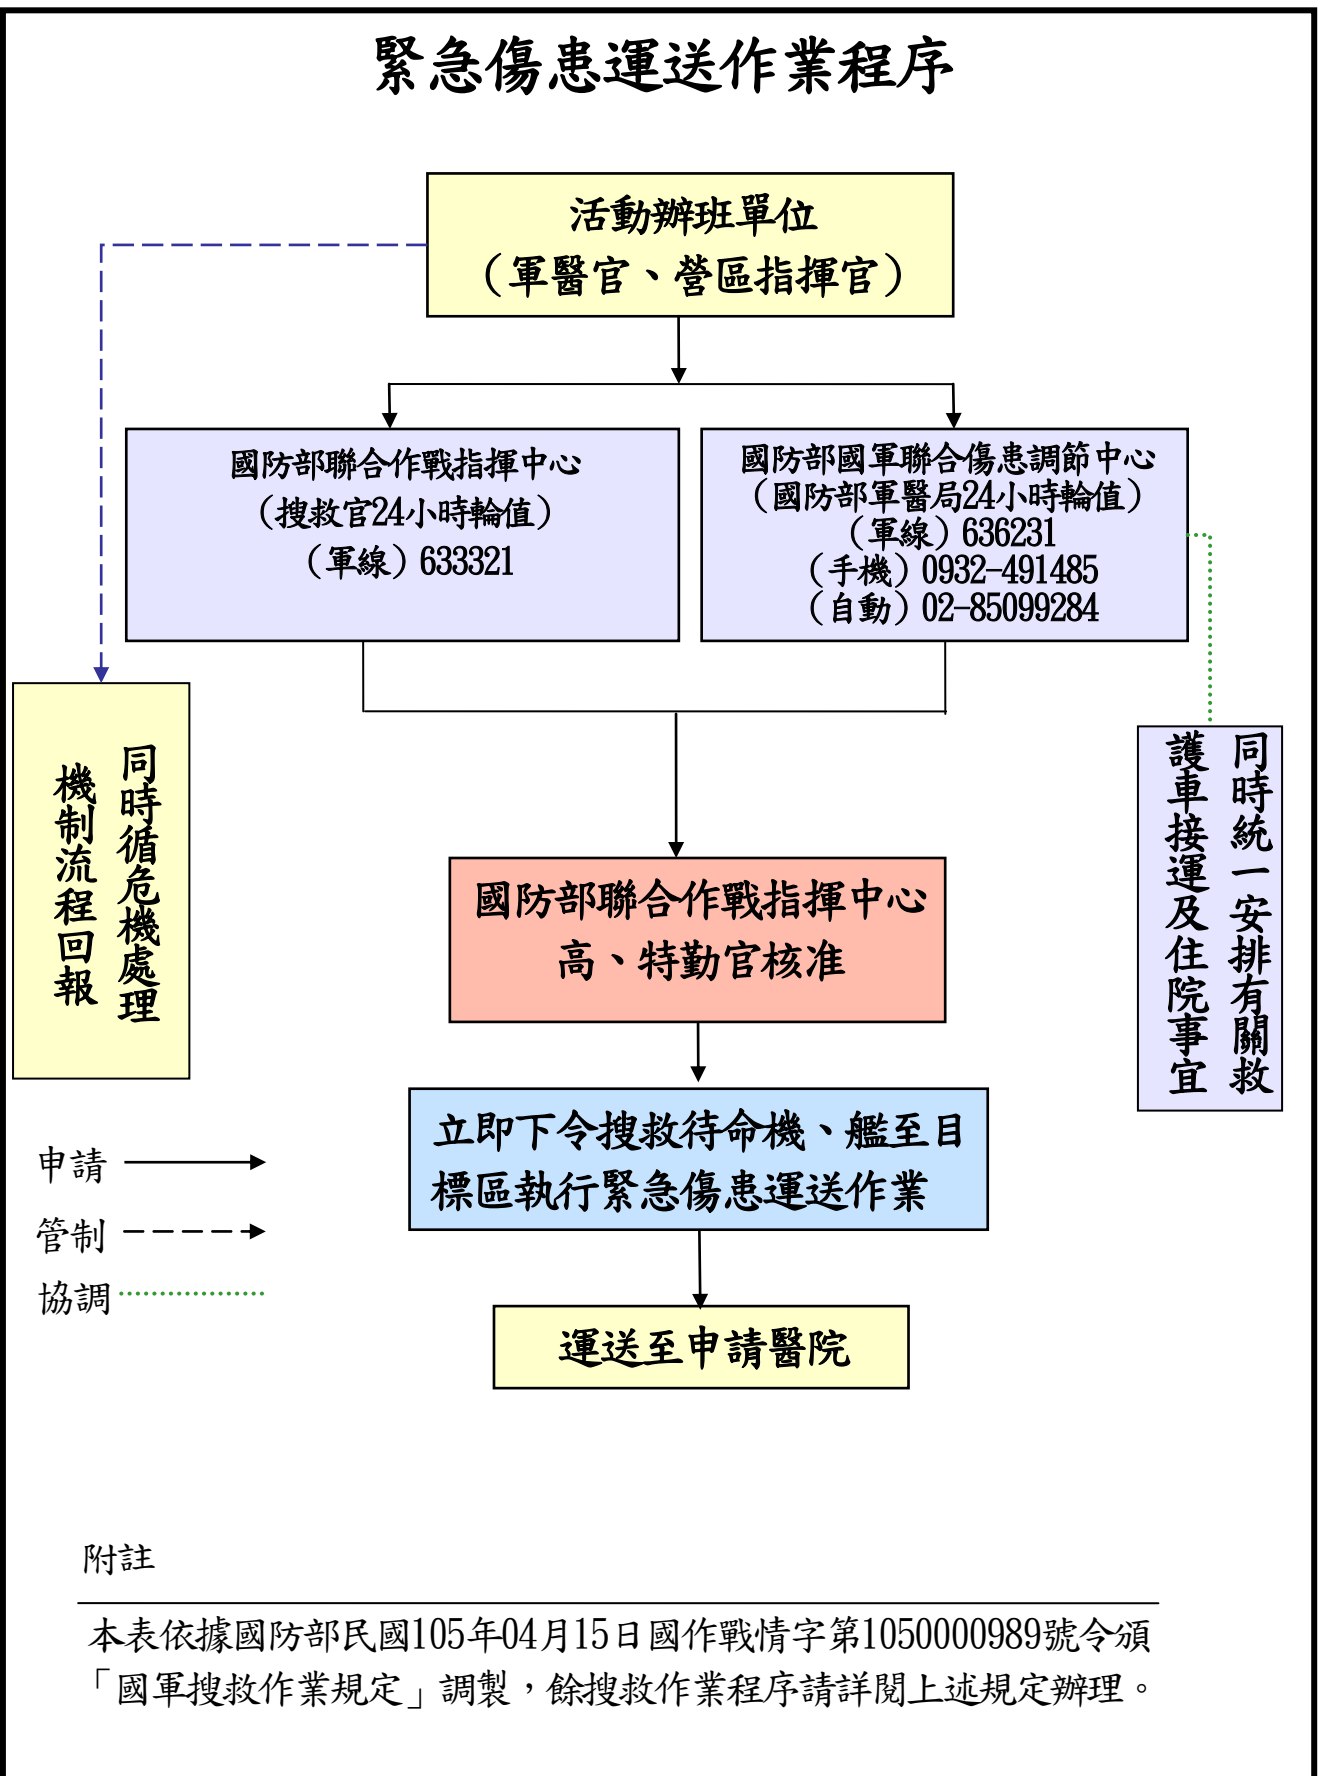 緊急傷患運送作業程序
活動辦班單位
（軍醫官、營區指揮官）
國防部聯合作戰指揮中心
（搜救官24小時輪值）
（軍線）633321
國防部國軍聯合傷患調節中心
（國防部軍醫局24小時輪值）
（軍線）636231
（手機）0932-491485
（自動）02-85099284
同時循危機處理
機制流程回報
同時統一安排有關救
護車接運及住院事宜
國防部聯合作戰指揮中心
高、特勤官核准
立即下令搜救待命機、艦至目
標區執行緊急傷患運送作業
運送至申請醫院
申請
管制
協調
附註
本表依據國防部民國105年04月15日國作戰情字第1050000989號令頒
「國軍搜救作業規定」調製，餘搜救作業程序請詳閱上述規定辦理。